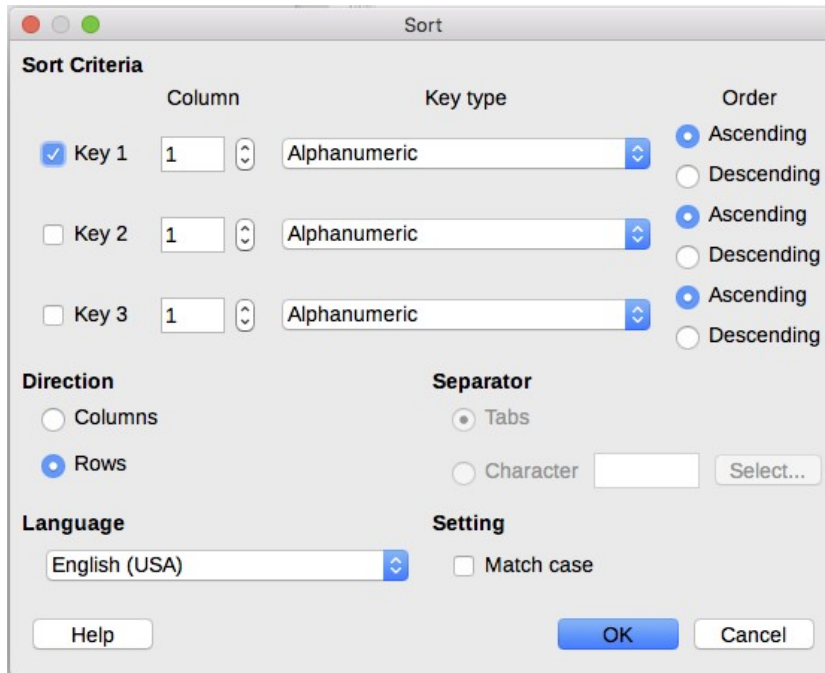 Sort
Sort Criteria
Column Key type Order
Key 1 1 Alphanumeric Ascending
Descending
Key 2 1 Alphanumeric Ascending
Descending
Key 3 1 Alphanumeric Ascending
Descending
Direction Separator
Columns Tabs
Rows Character Select...
Language Setting
English (USA) Match case
Help OK Cancel